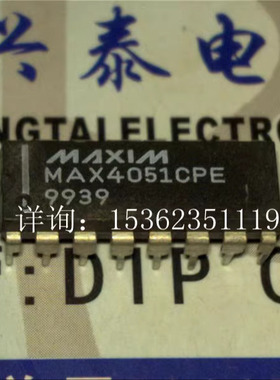 兴泰电
NGTAIELECTRO
MAXIM
MAX4051CPE
9939
详询: 15362351119
:DIP C